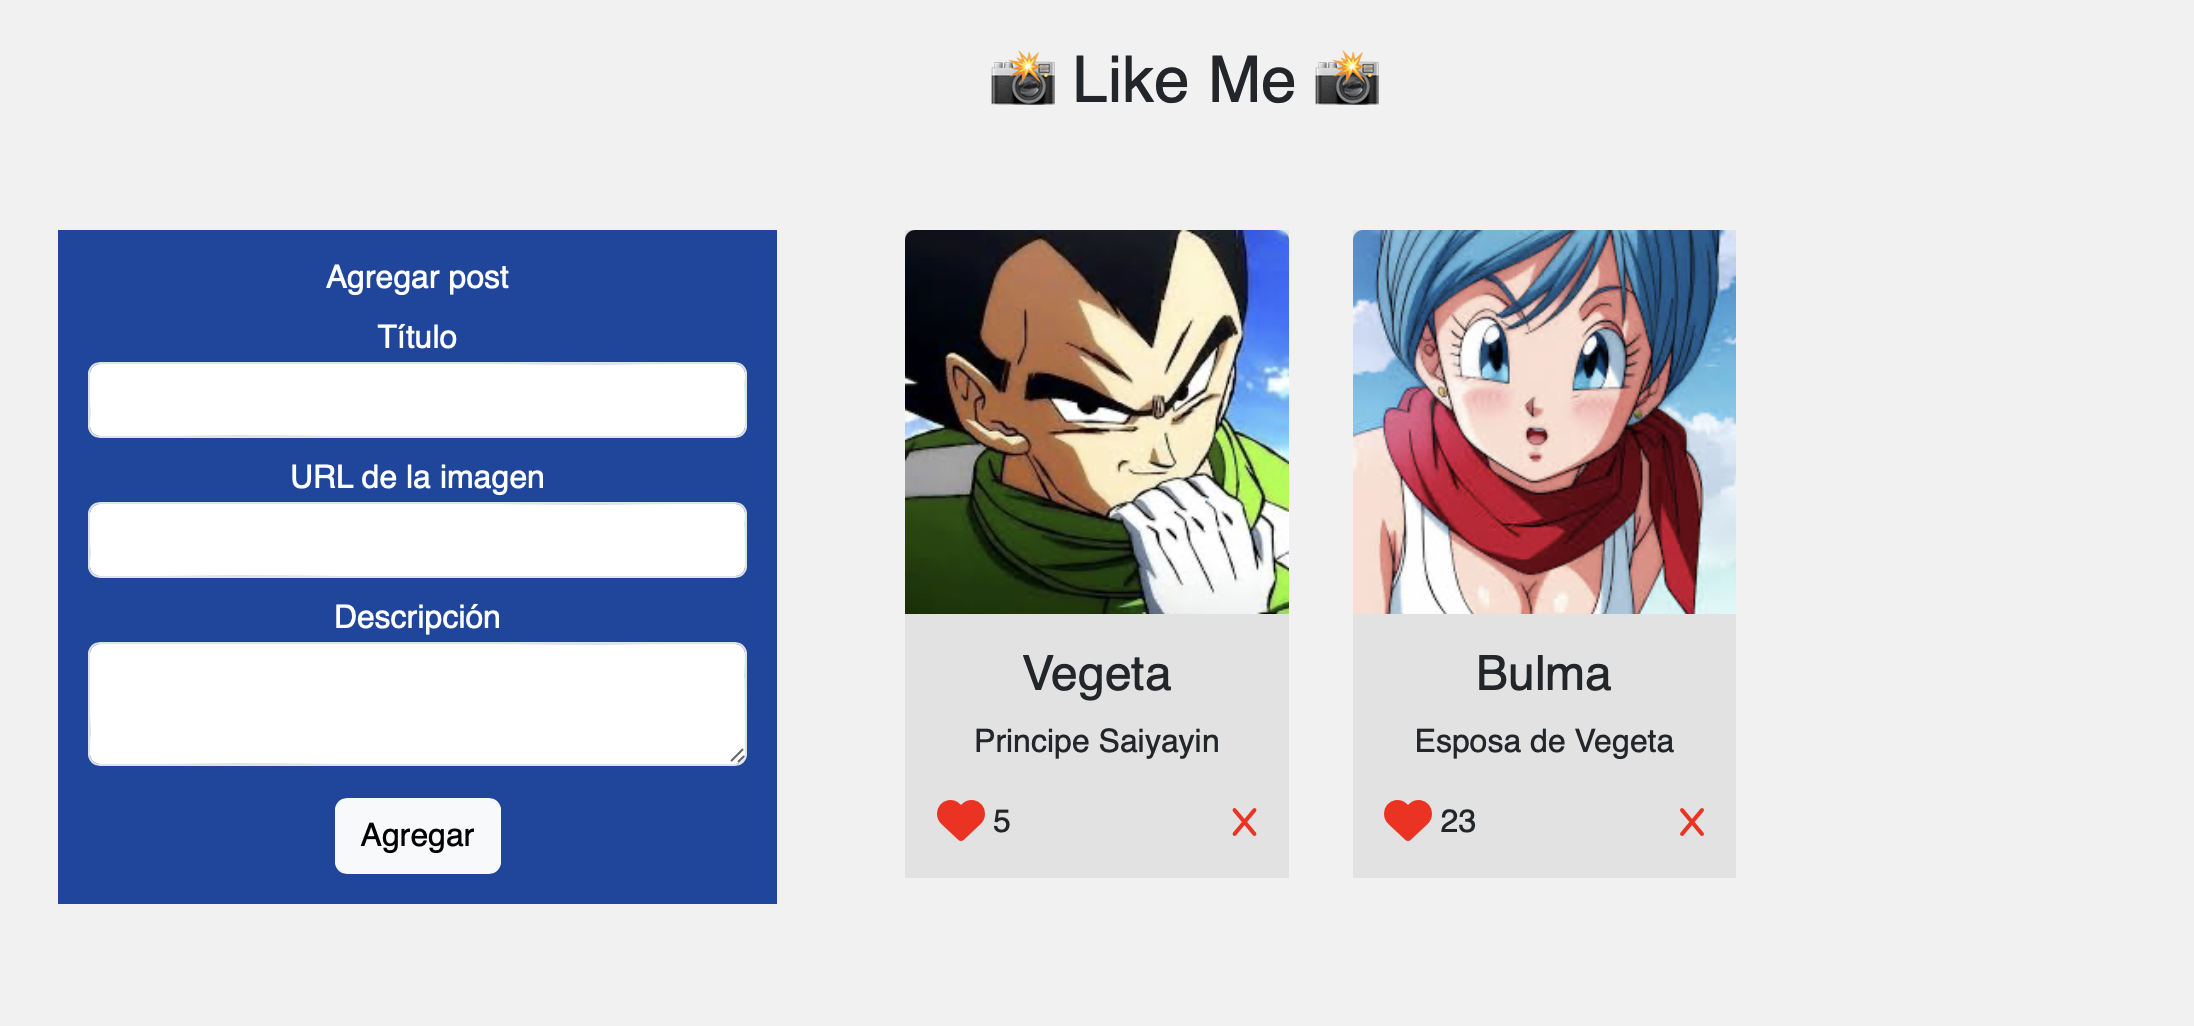 📸 Like Me 📸
Agregar post
Título
URL de la imagen
Descripción
Agregar
Vegeta
Principe Saiyayin
5
Bulma
Esposa de Vegeta
23